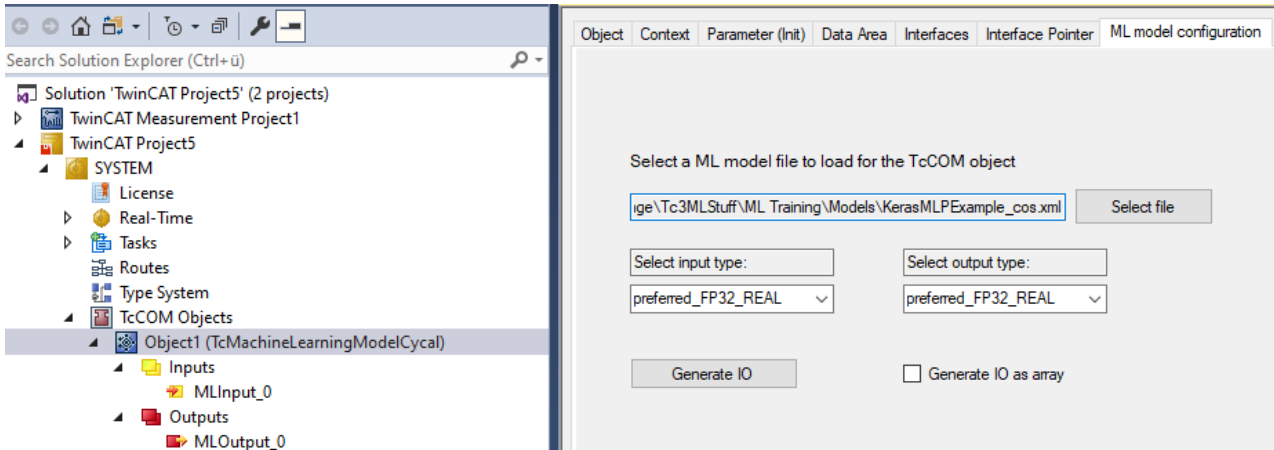 Search Solution Explorer (Ctrl+ü)
Solution 'TwinCAT Project5' (2 projects)
TwinCAT Measurement Project1
TwinCAT Project5
SYSTEM
License
Real-Time
Tasks
Routes
Type System
TcCOM Objects
Object1 (TcMachineLearningModelCycal)
Inputs
MLInput_0
Outputs
MLOutput_0
Object Context Parameter (Init) Data Area Interfaces Interface Pointer ML model configuration
Select a ML model file to load for the TcCOM object
ige\Tc3MLStuff\ML Training\Models\KerasMLPExample_cos.xml Select file
Select input type: Select output type:
preferred_FP32_REAL preferred_FP32_REAL
Generate IO Generate IO as array